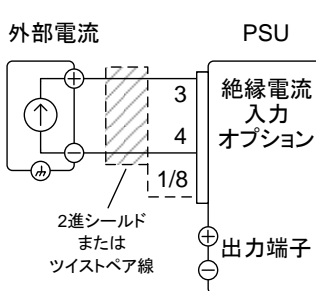 外部電流
PSU
3
4
1/8
絶縁電流
入力
オプション
2進シールド
または
ツイストペア線
出力端子